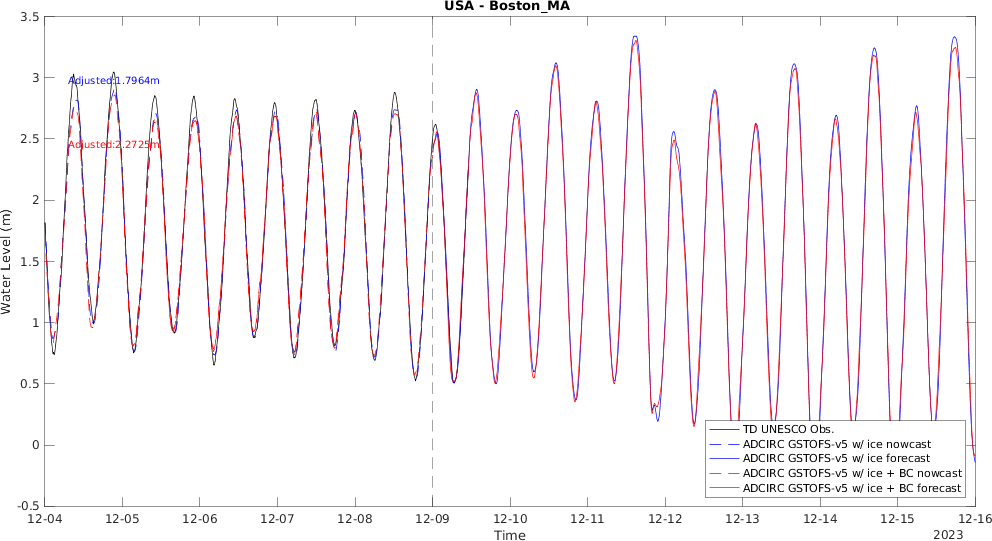 USA - Boston_MA
3.5
3
2.5
2
1.5
1
0.5
0
-0.5
Water Level (m)
Adjusted:1.7964m
Adjusted:2.2725m
TD UNESCO Obs.
ADCIRC GSTOFS-v5 w/ ice nowcast
ADCIRC GSTOFS-v5 w/ ice forecast
ADCIRC GSTOFS-v5 w/ ice + BC nowcast
ADCIRC GSTOFS-v5 w/ ice + BC forecast
12-04 12-05 12-06 12-07 12-08 12-09 12-10 12-11 12-12 12-13 12-14 12-15 12-16
Time
2023